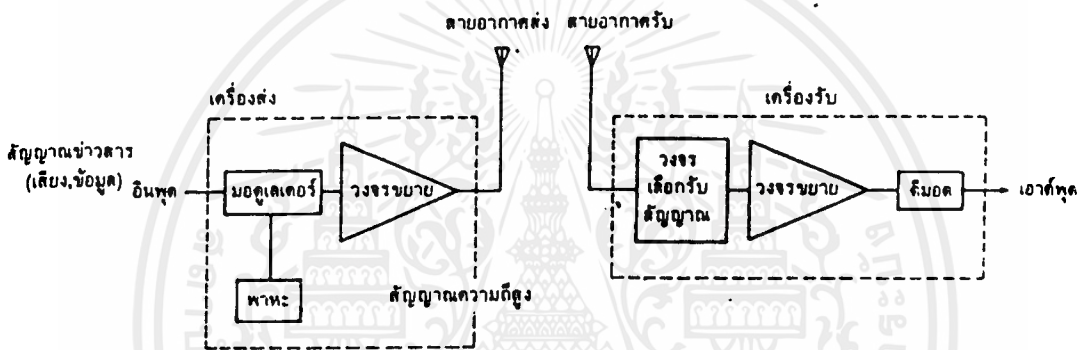 สายอากาศส่ง สายอากาศรับ
เครื่องส่ง
เครื่องรับ
สัญญาณข่าวสาร
(เสียง,ข้อมูล)
อินพุต
มอดูเลเตอร์
วงจรขยาย
วงจร
เลือกรับ
สัญญาณ
วงจรขยาย
ดีมอด
เอาต์พุต
พาหะ
สัญญาณความถี่สูง